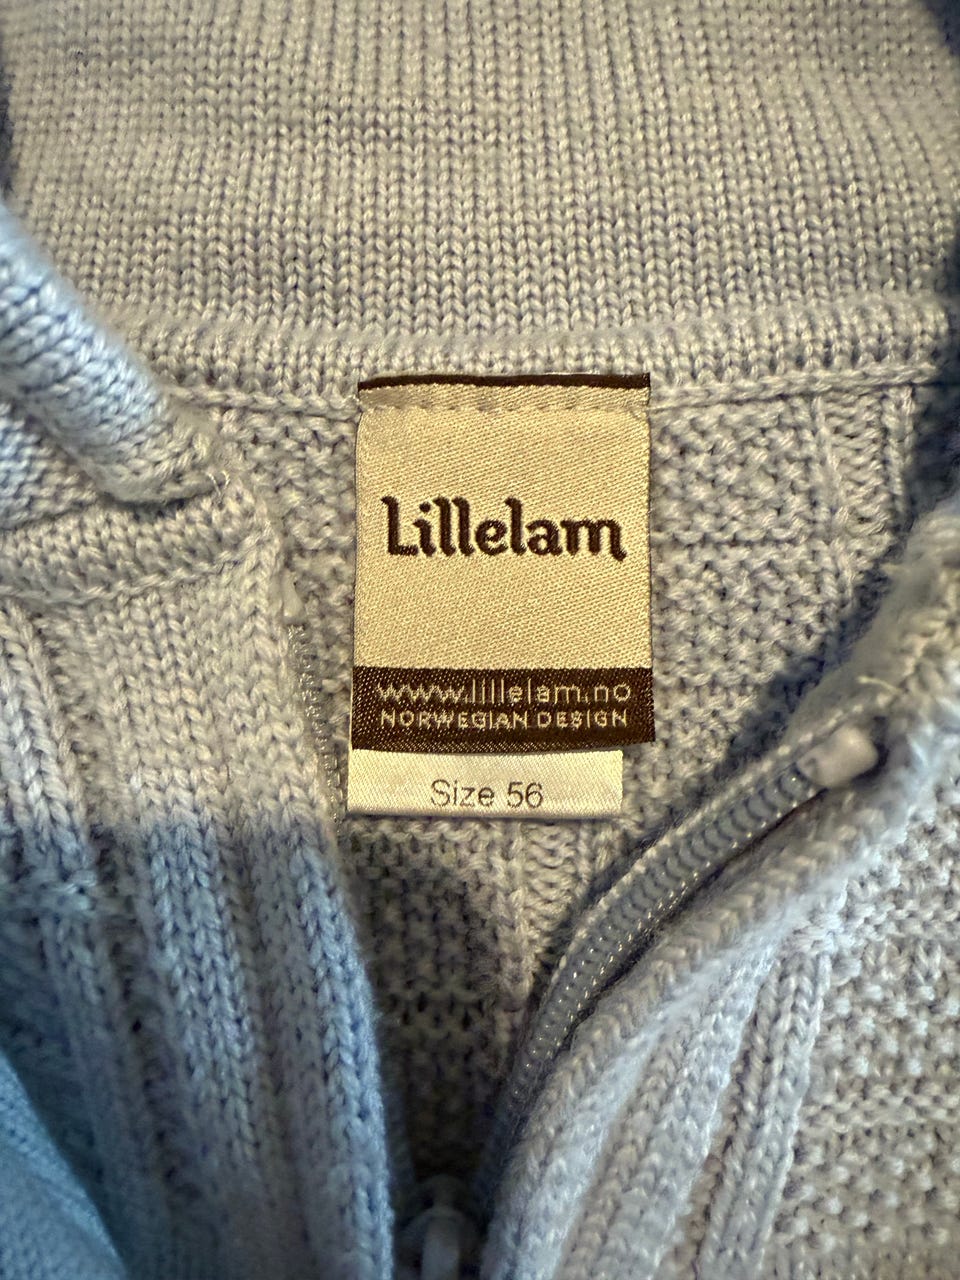 Lillelam
www.lillelam.no
NORWEGIAN DESIGN
Size 56